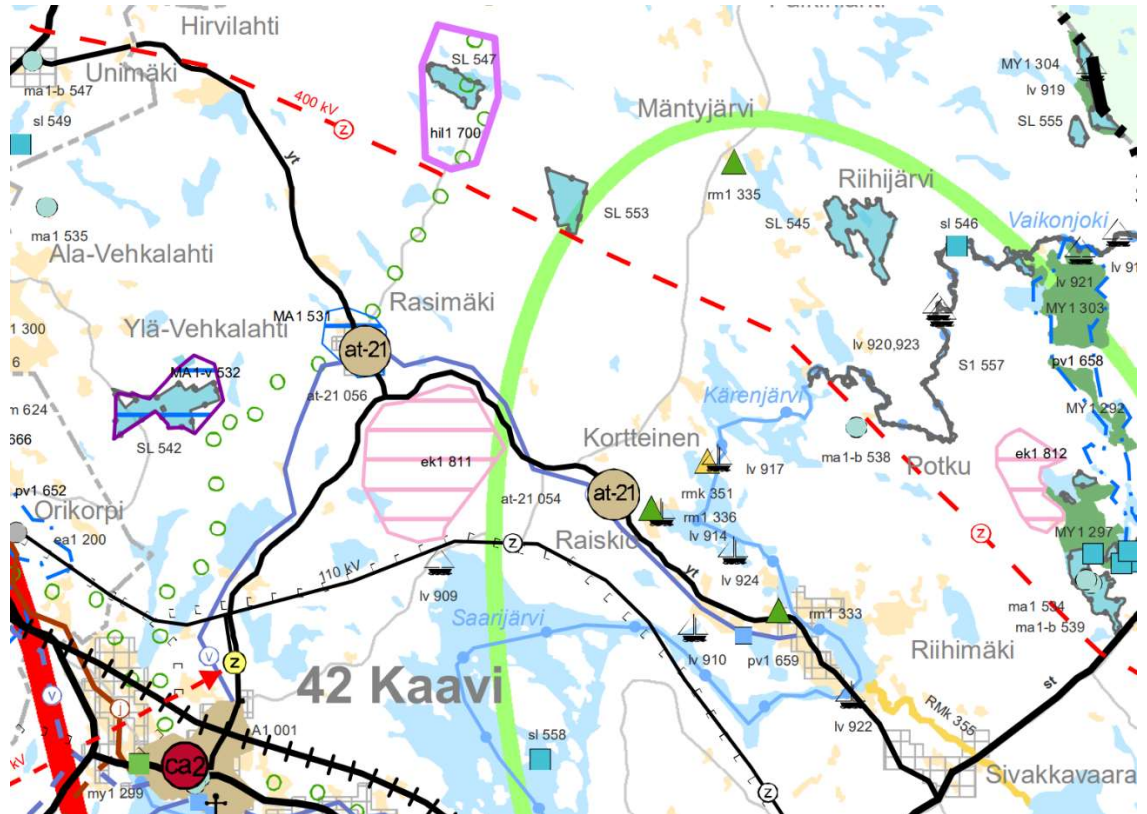 Hirvilahti
Unimäki
ma1-b 547
sl 549
yt
400 kV
z
SL 547
hil1 700
Mäntyjärvi
rm1 335
MY1 304
lv 919
SL 555
Riihijärvi
SL 545
SL 553
sl 546
Vaikonjoki
lv 91
lv 921
MY1 303
ma1 535
Ala-Vehkalahti
1 300
6
Ylä-Vehkalahti
MA1-v 532
SL 542
m 624
666
MA1 531
Rasimäki
at-21
at-21 056
lv 920,923
S1 557
pv1 658
MY1 292
Kärenjärvi
Kortteinen
ma1-b 538
Potku
ek1 812
ek1 811
lv 917
rmk 351
at-21 054
at-21
rm1 336
lv 914
Raiskio
z
z
MY1 297
pv1 652
Orikorpi
ea1 200
110 kV
lv 909
yt
lv 924
rm1 333
ma1 534
ma1-b 539
Saarijärvi
lv 910
pv1 659
Riihimäki
v
z
42 Kaavi
v
j
A1 001
lv 922
RMk 355
st
kV
ca2
my1 299
sl 558
z
Sivakkavaara